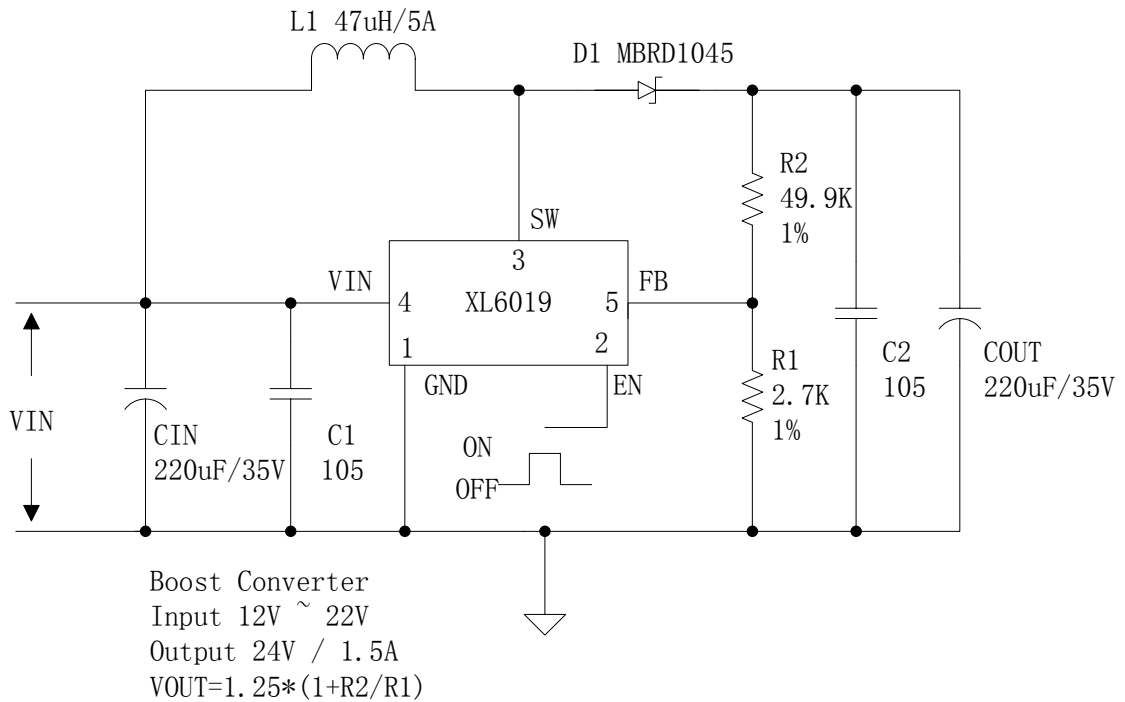 L1 47uH/5A
D1 MBRD1045
R2
49.9K
1%
SW
3
VIN
4
XL6019
5
FB
1
2
GND
EN
R1
2.7K
1%
C2
105
COUT
220uF/35V
VIN
CIN
220uF/35V
C1
105
ON
OFF
Boost Converter
Input 12V ~ 22V
Output 24V / 1.5A
VOUT=1.25*(1+R2/R1)